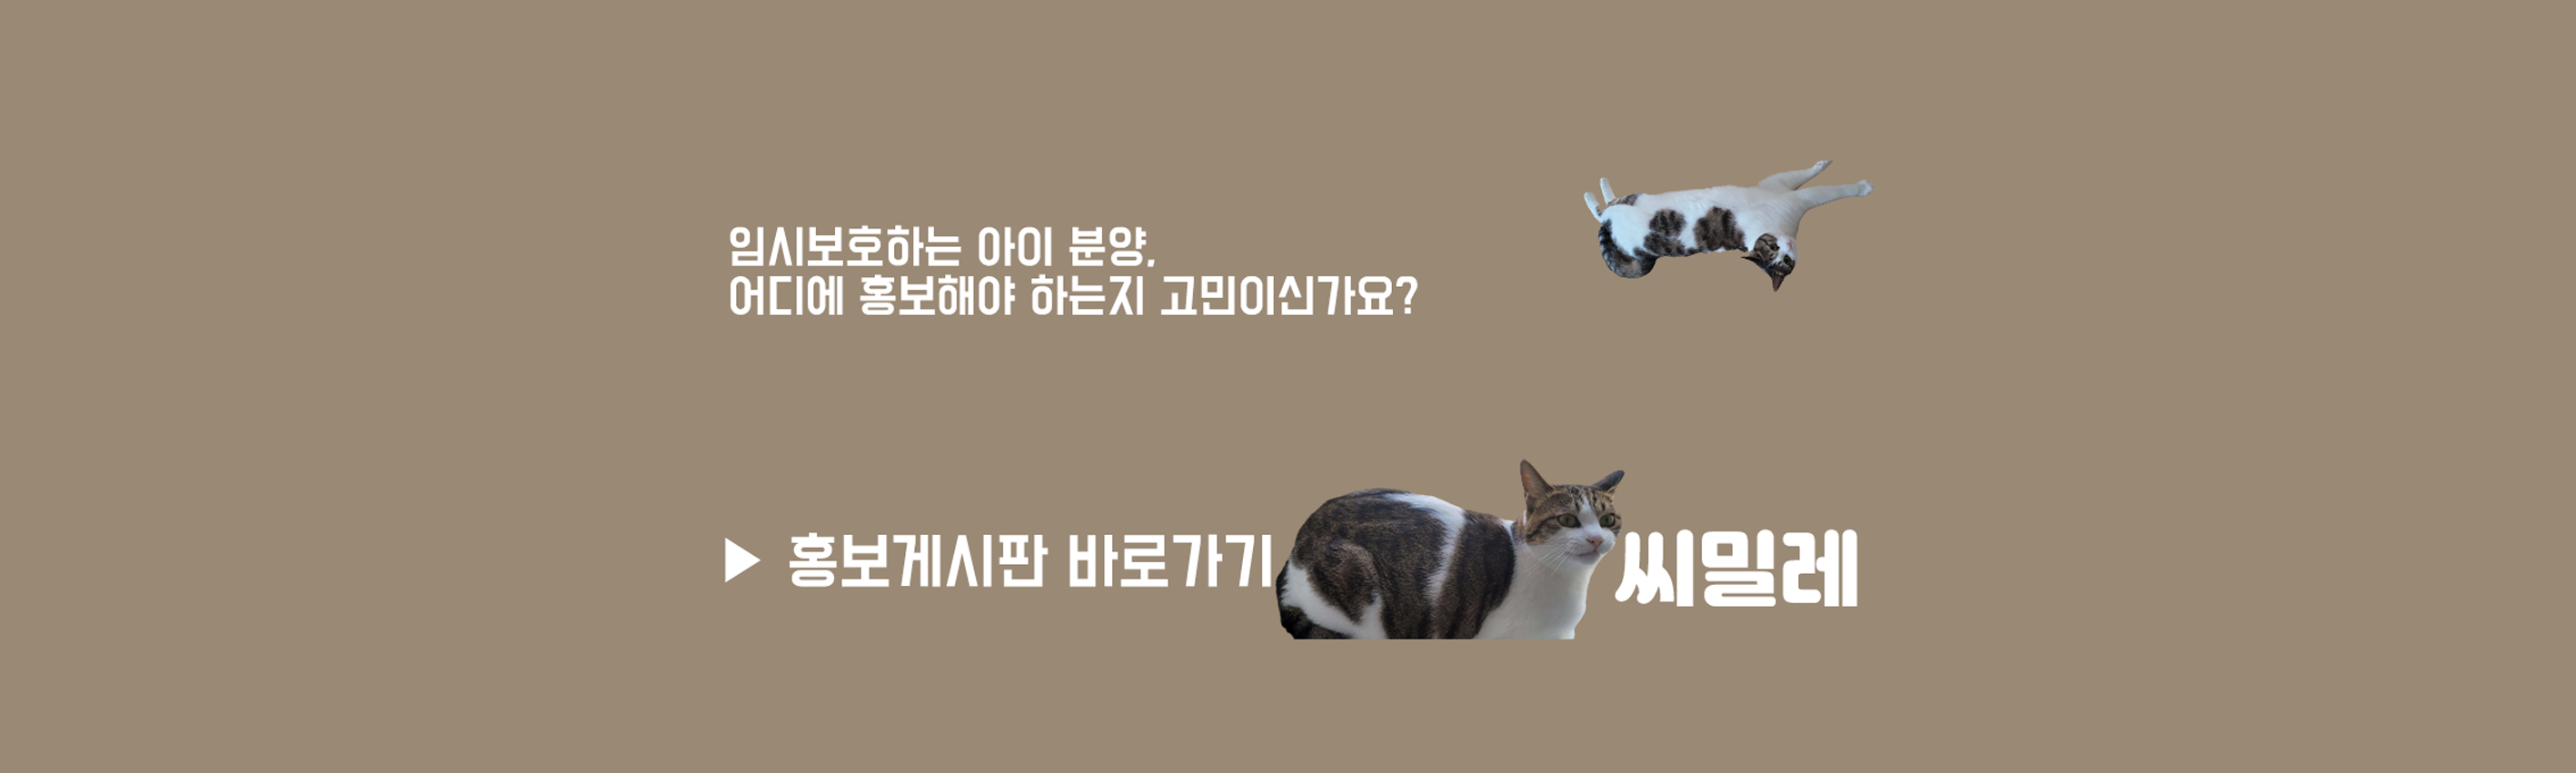 임시보호하는 아이 분양,
어디에 홍보해야 하는지 고민이신가요?
▶ 홍보게시판 바로가기
씨밀레